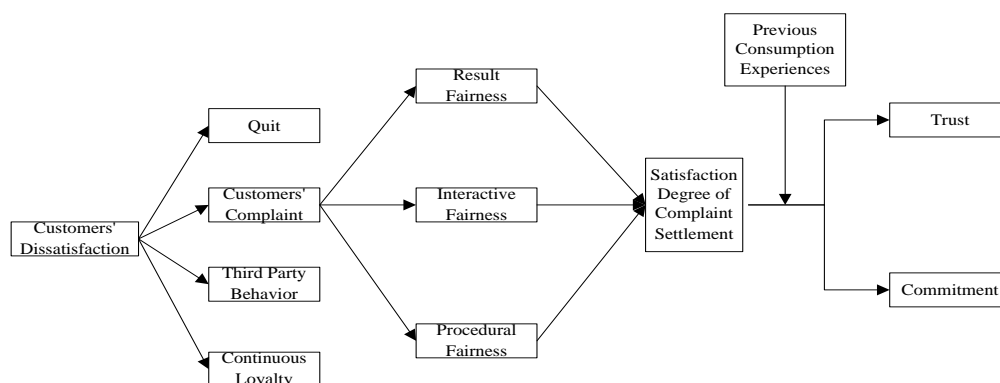 Previous
Consumption
Experiences
Result
Fairness
Quit
Trust
Customers'
Complaint
Interactive
Fairness
Satisfaction
Degree of
Complaint
Settlement
Customers'
Dissatisfaction
Third Party
Behavior
Commitment
Procedural
Fairness
Continuous
Loyalty